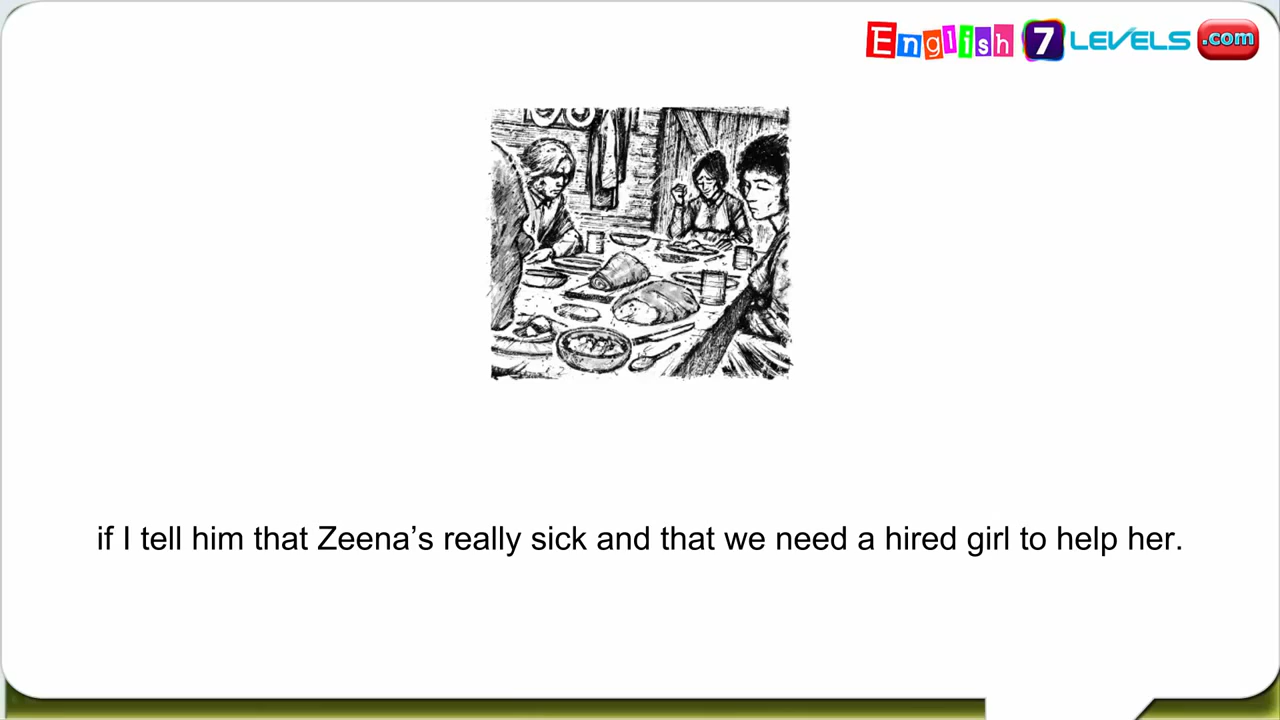 English 7 LEVELS .com
if I tell him that Zeena’s really sick and that we need a hired girl to help her.